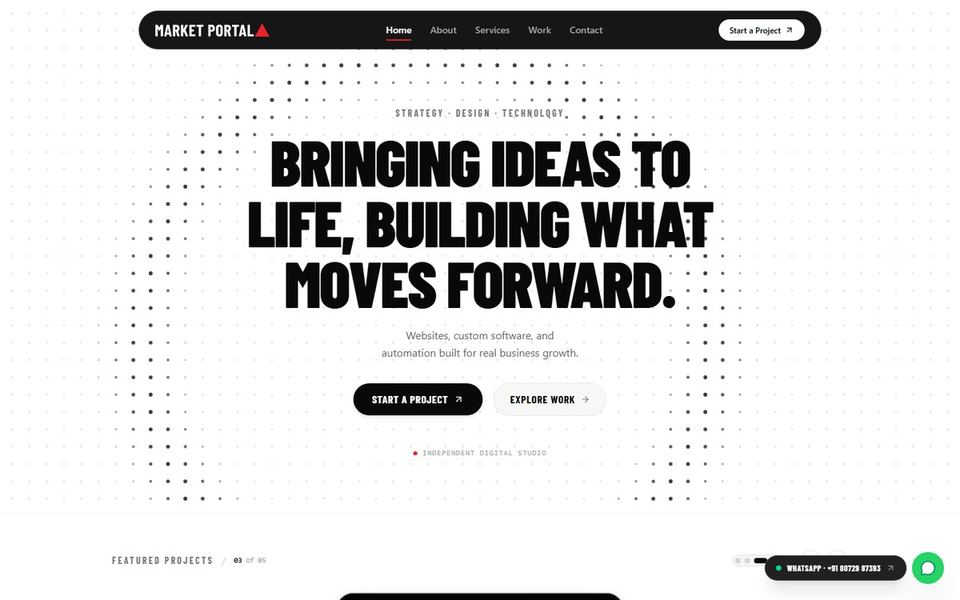 MARKET PORTAL
Home About Services Work Contact
Start a Project
STRATEGY · DESIGN · TECHNOLOGY
BRINGING IDEAS TO
LIFE, BUILDING WHAT
MOVES FORWARD.
Websites, custom software, and
automation built for real business growth.
START A PROJECT
EXPLORE WORK
INDEPENDENT DIGITAL STUDIO
FEATURED PROJECTS / 03 of 05
WHATSAPP · +91 80729 87393